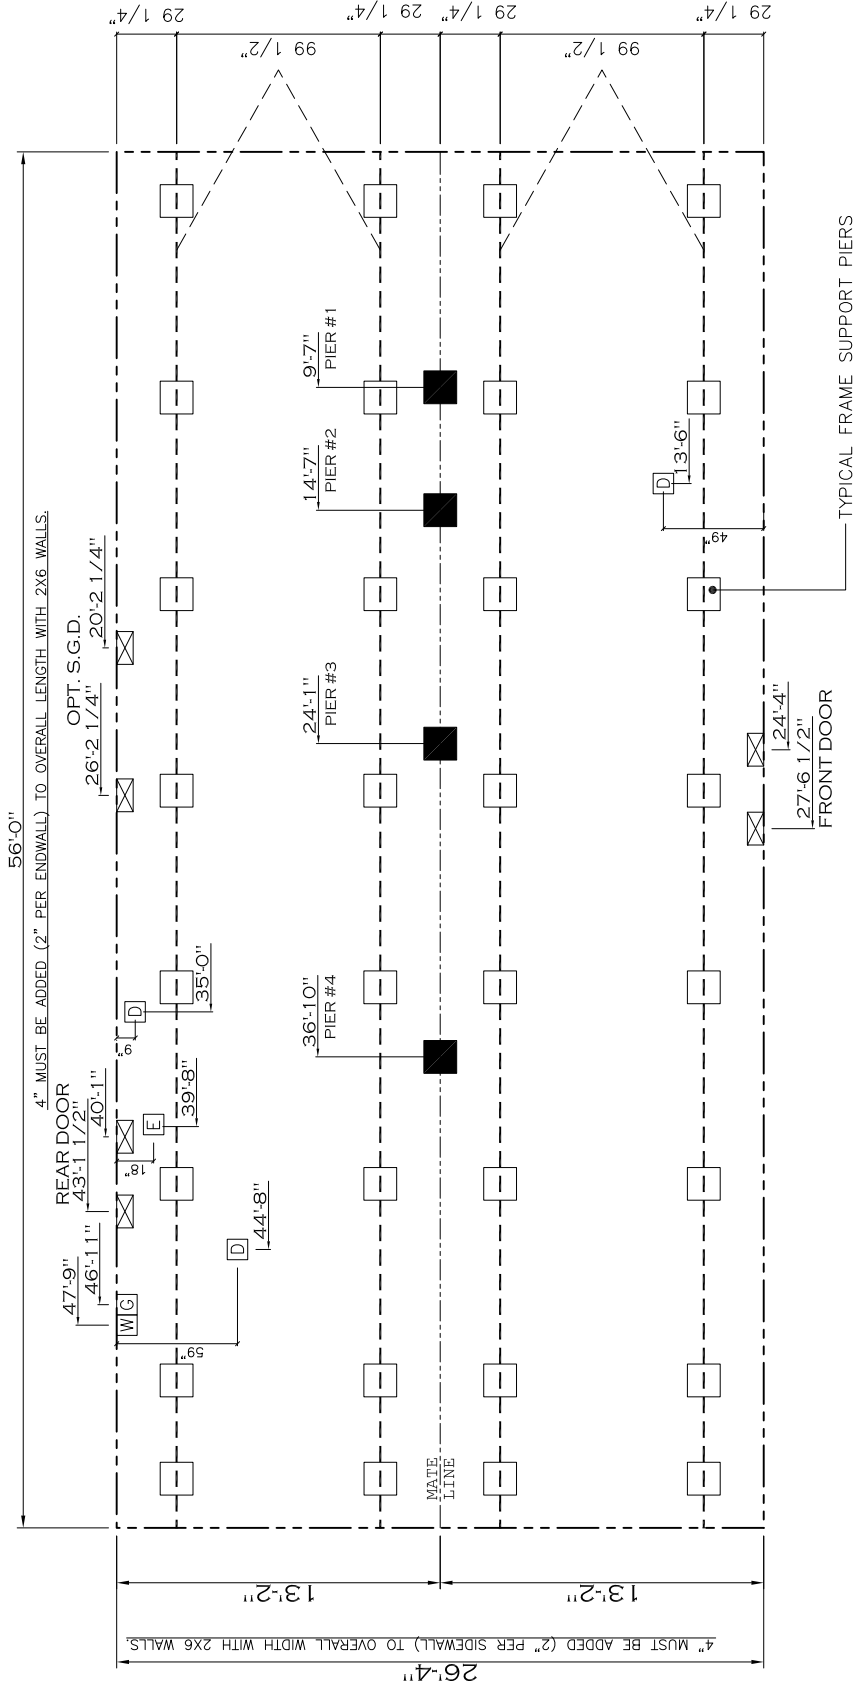 56'-0"
4" MUST BE ADDED (2" PER ENDWALL) TO OVERALL LENGTH WITH 2X6 WALLS.
47'-9"
46'-11"
REAR DOOR
43'-1 1/2"
40'-1"
OPT. S.G.D.
26'-2 1/4"
20'-2 1/4"
W
G
59"
18"
E
39'-8"
9"
D
35'-0"
D
44'-8"
36'-10"
PIER #4
24'-1"
PIER #3
14'-7"
PIER #2
9'-7"
PIER #1
MATE
LINE
D
13'-6"
49"
27'-6 1/2"
FRONT DOOR
24'-4"
TYPICAL FRAME SUPPORT PIERS
29 1/4"
99 1/2"
29 1/4"
29 1/4"
99 1/2"
29 1/4"
13'-2"
13'-2"
4" MUST BE ADDED (2" PER SIDEWALL) TO OVERALL WIDTH WITH 2X6 WALLS.
26'-4"